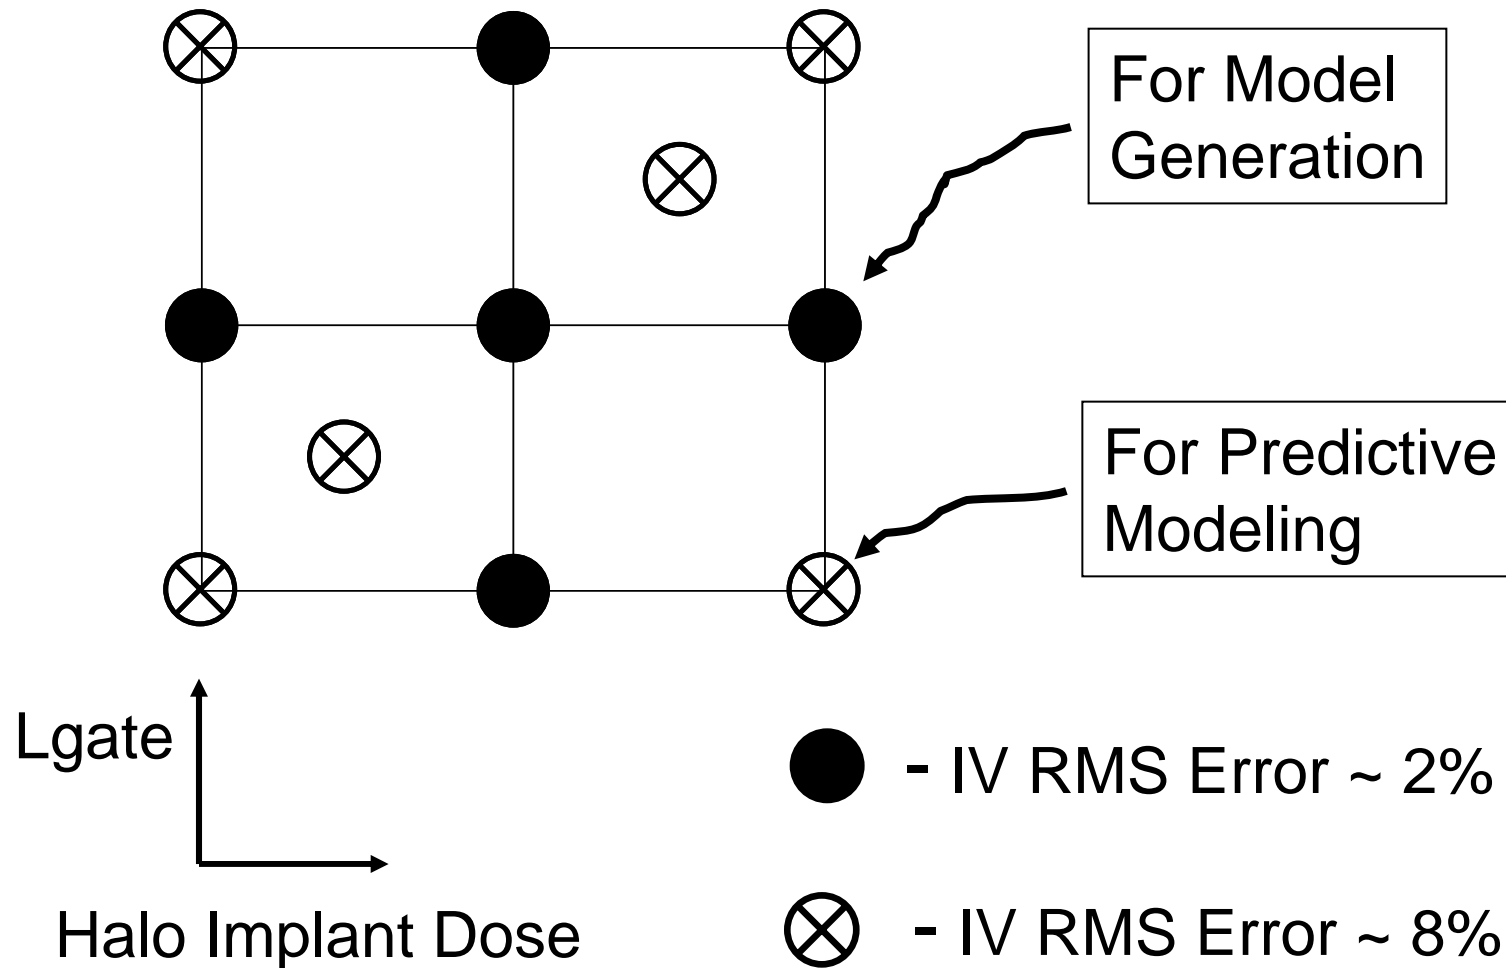 For Model
Generation
For Predictive
Modeling
Lgate
Halo Implant Dose
- IV RMS Error ~ 2%
- IV RMS Error ~ 8%